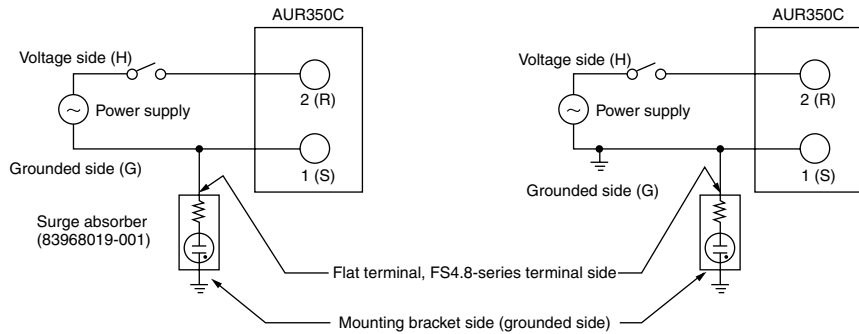 AUR350C
Voltage side (H)
2 (R)
Power supply
1 (S)
Grounded side (G)
Surge absorber
(83968019-001)
AUR350C
Voltage side (H)
2 (R)
Power supply
1 (S)
Grounded side (G)
Flat terminal, FS4.8-series terminal side
Mounting bracket side (grounded side)